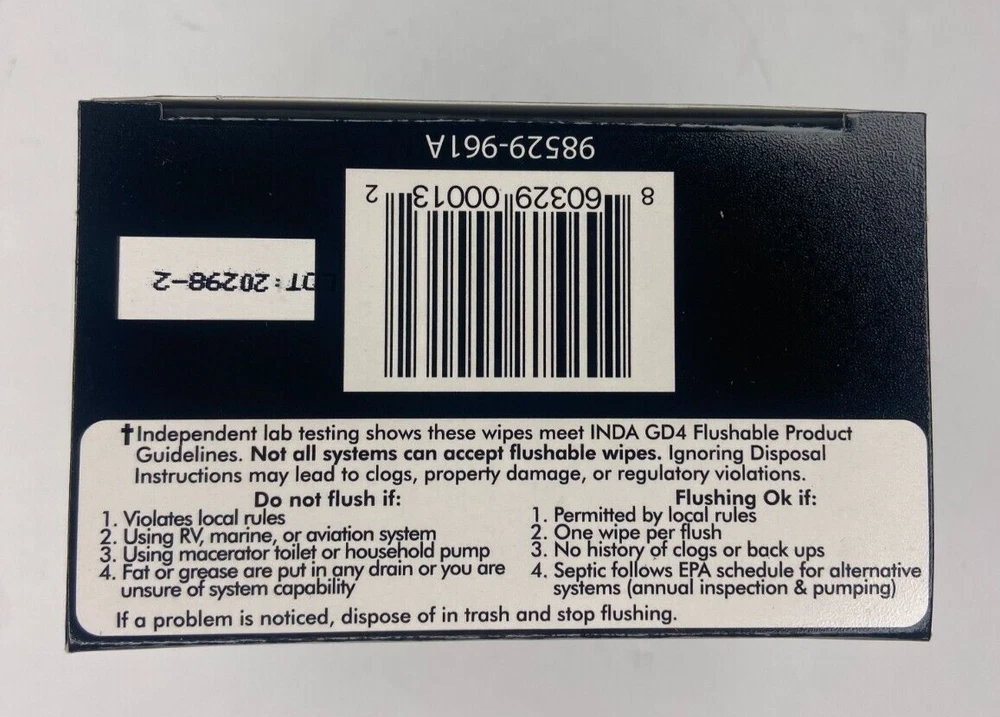 98529-961A
8 60329 00013 2
LOT: 20298-2
†Independent lab testing shows these wipes meet INDA GD4 Flushable Product
Guidelines. Not all systems can accept flushable wipes. Ignoring Disposal
Instructions may lead to clogs, property damage, or regulatory violations.
Do not flush if:
1. Violates local rules
2. Using RV, marine, or aviation system
3. Using macerator toilet or household pump
4. Fat or grease are put in any drain or you are
unsure of system capability
Flushing Ok if:
1. Permitted by local rules
2. One wipe per flush
3. No history of clogs or back ups
4. Septic follows EPA schedule for alternative
systems (annual inspection & pumping)
If a problem is noticed, dispose of in trash and stop flushing.